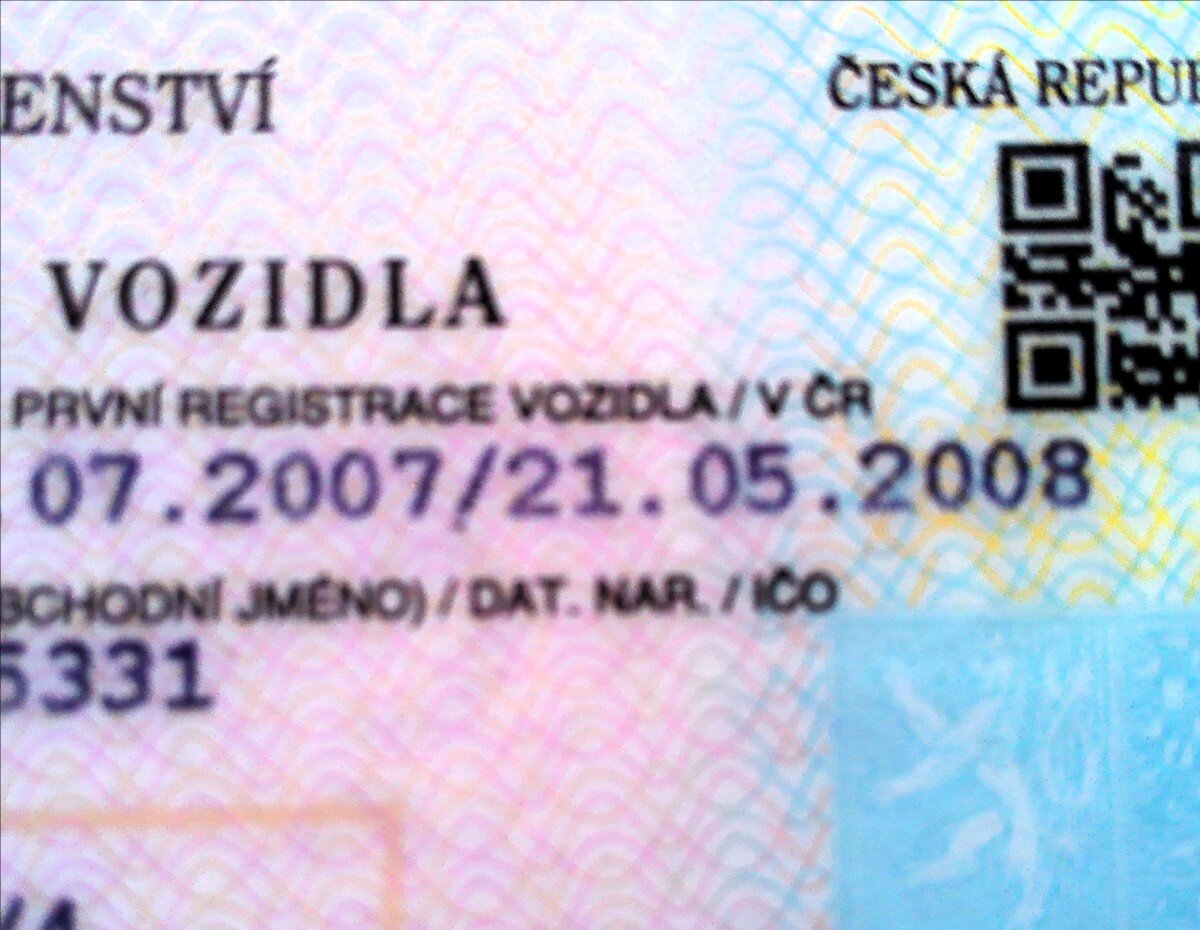 ENSTVÍ
ČESKÁ REPU
VOZIDLA
PRVNÍ REGISTRACE VOZIDLA / V ČR
07.2007/21.05.2008
BCHODNÍ JMÉNO) / DAT. NAR. / IČO
5331
/4